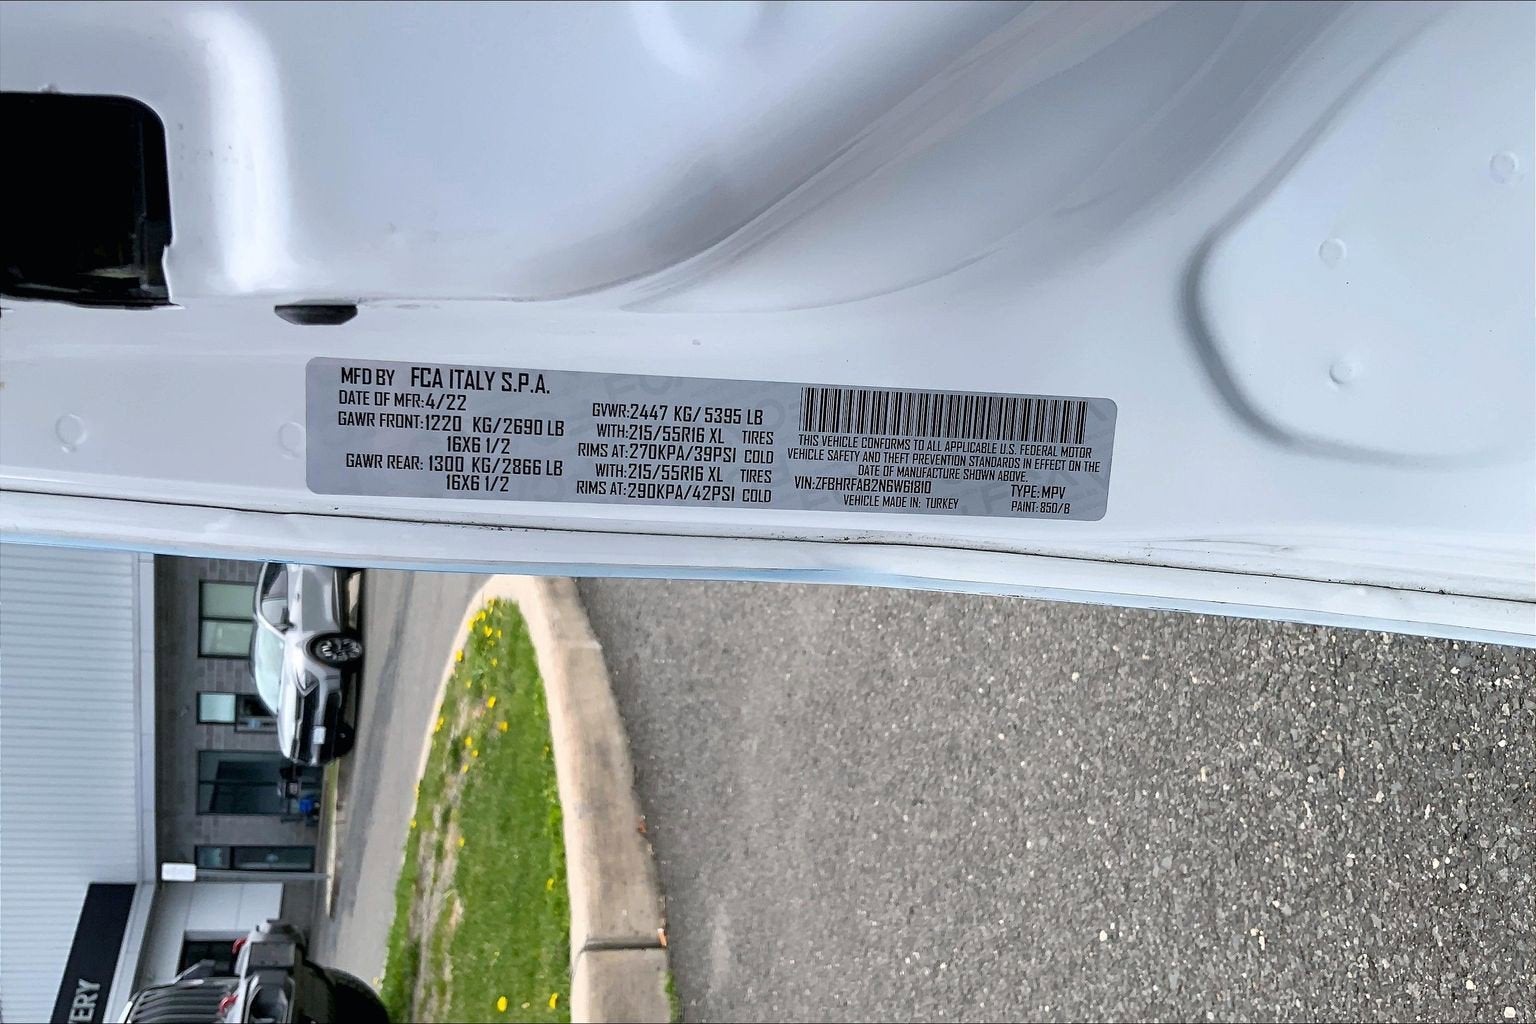 MFD BY FCA ITALY S.P.A.
DATE OF MFR:4/22
GAWR FRONT:1220 KG/2690 LB
16X6 1/2
GAWR REAR: 1300 KG/2866 LB
16X6 1/2
GVWR:2447 KG/5395 LB
WITH:215/55R16 XL TIRES
RIMS AT:270KPA/39PSI COLD
WITH:215/55R16 XL TIRES
RIMS AT:290KPA/42PSI COLD
THIS VEHICLE CONFORMS TO ALL APPLICABLE U.S. FEDERAL MOTOR
VEHICLE SAFETY AND THEFT PREVENTION STANDARDS IN EFFECT ON THE
DATE OF MANUFACTURE SHOWN ABOVE.
VIN:ZFBHRFAB2N6W61810 TYPE:MPV
VEHICLE MADE IN: TURKEY PAINT:850/8
VERY